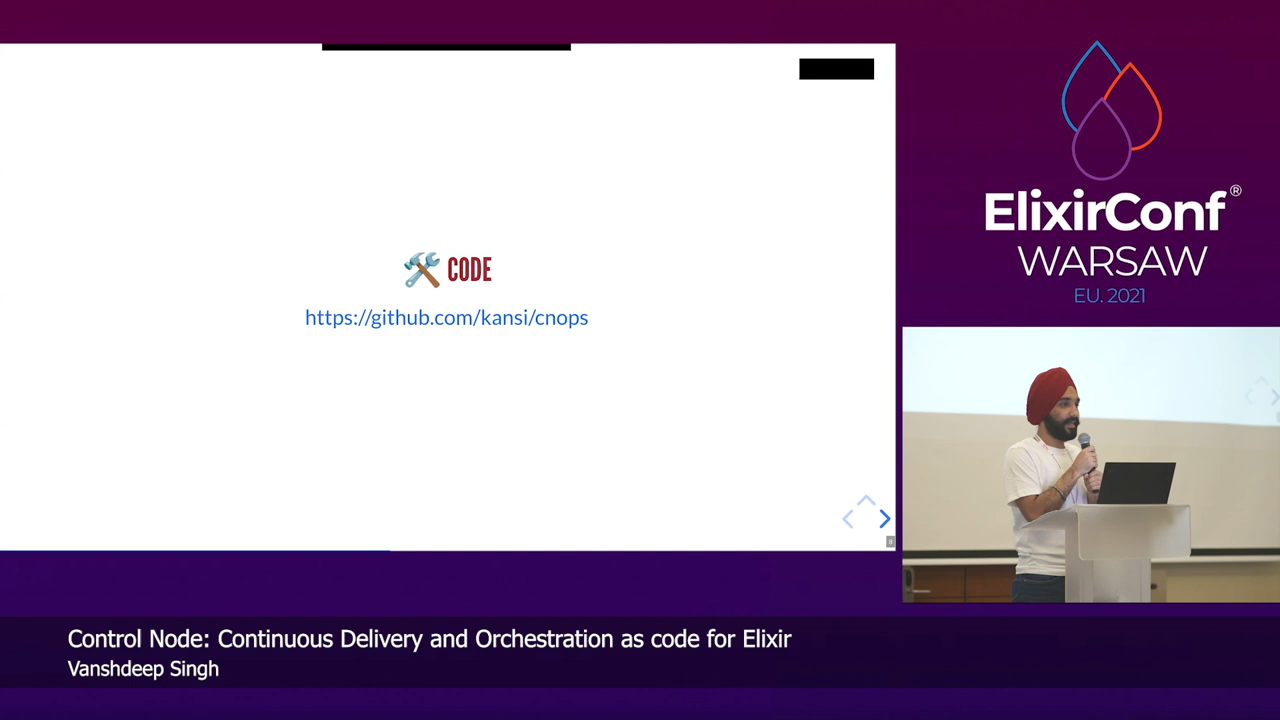 CODE
https://github.com/kansi/cnops
ElixirConf®
WARSAW
EU. 2021
Control Node: Continuous Delivery and Orchestration as code for Elixir
Vanshdeep Singh